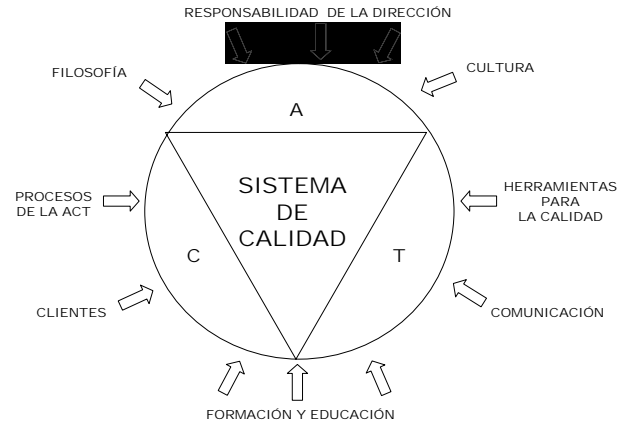 RESPONSABILIDAD DE LA DIRECCIÓN
FILOSOFÍA
CULTURA
A
PROCESOS
DE LA ACT
SISTEMA
DE
CALIDAD
HERRAMIENTAS
PARA
LA CALIDAD
C
T
CLIENTES
COMUNICACIÓN
FORMACIÓN Y EDUCACIÓN